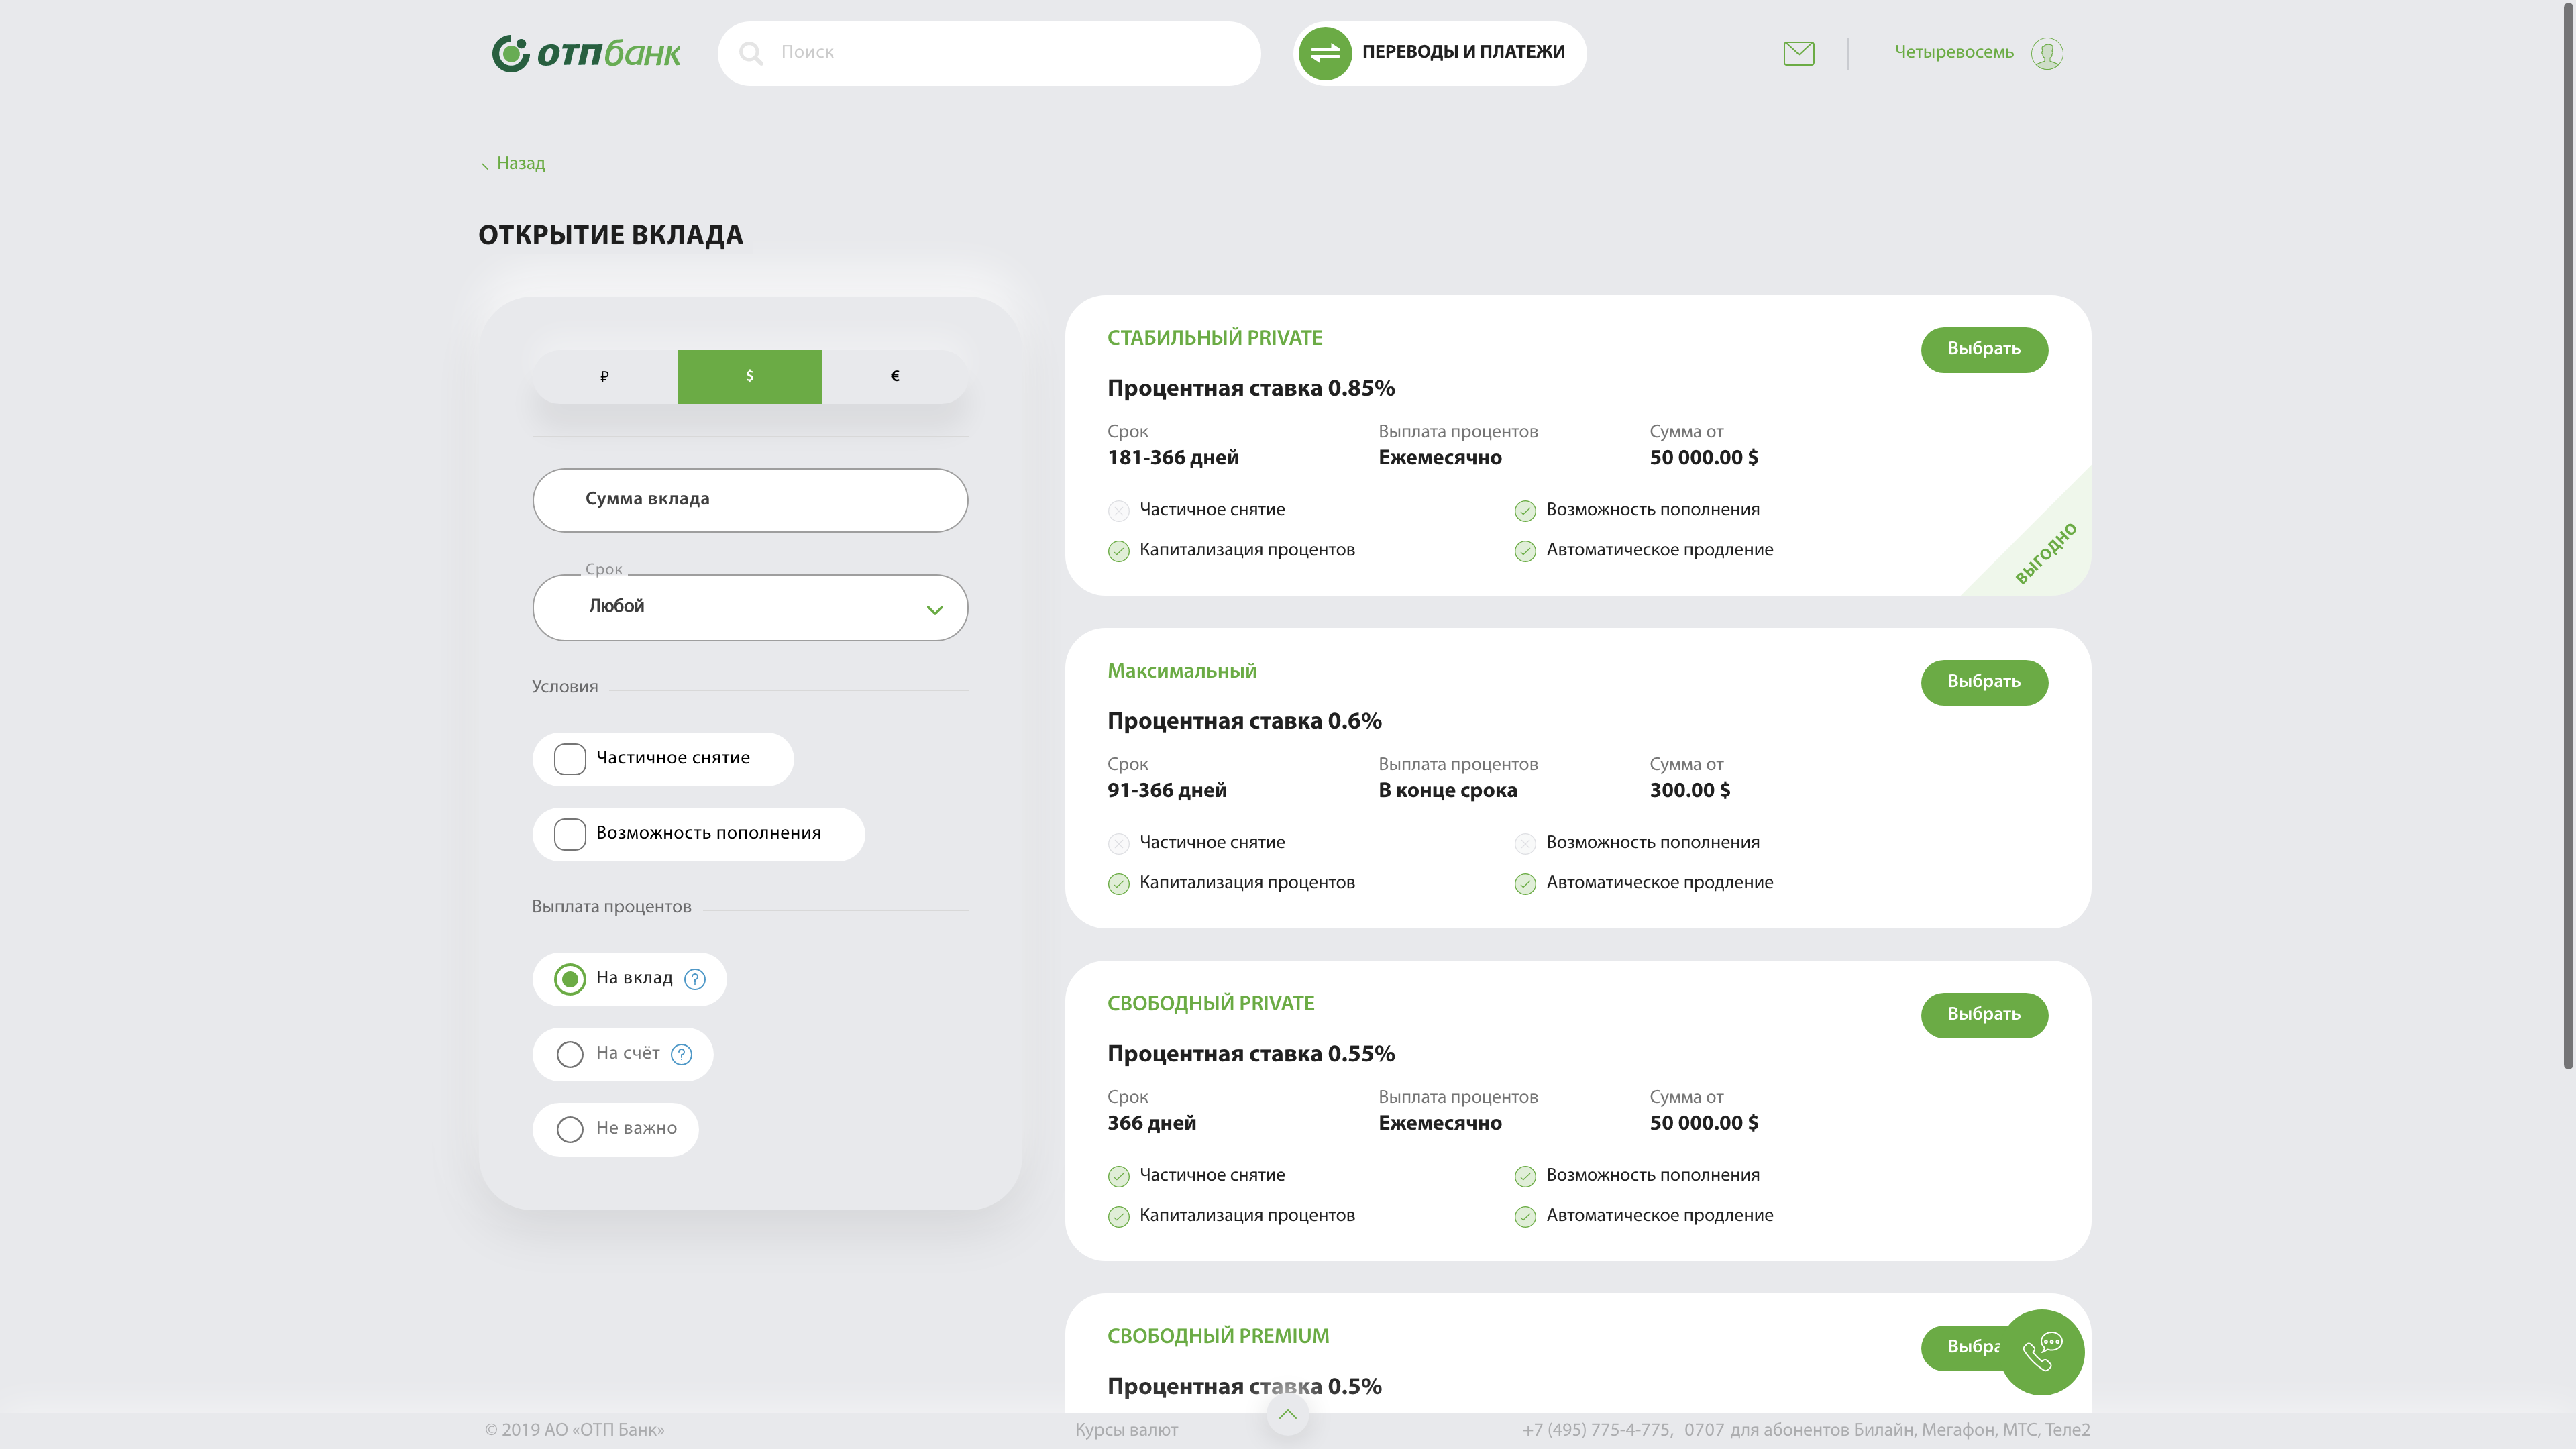 отпбанк
Поиск
ПЕРЕВОДЫ И ПЛАТЕЖИ
Четыревосемь
Назад
ОТКРЫТИЕ ВКЛАДА
₽ $ €
Сумма вклада
Срок
Любой
Условия
Частичное снятие
Возможность пополнения
Выплата процентов
На вклад ?
На счёт ?
Не важно
СТАБИЛЬНЫЙ PRIVATE
Выбрать
Процентная ставка 0.85%
Срок Выплата процентов Сумма от
181-366 дней Ежемесячно 50 000.00 $
Частичное снятие Возможность пополнения
Капитализация процентов Автоматическое продление
ВЫГОДНО
Максимальный
Выбрать
Процентная ставка 0.6%
Срок Выплата процентов Сумма от
91-366 дней В конце срока 300.00 $
Частичное снятие Возможность пополнения
Капитализация процентов Автоматическое продление
СВОБОДНЫЙ PRIVATE
Выбрать
Процентная ставка 0.55%
Срок Выплата процентов Сумма от
366 дней Ежемесячно 50 000.00 $
Частичное снятие Возможность пополнения
Капитализация процентов Автоматическое продление
СВОБОДНЫЙ PREMIUM
Выбра
Процентная ставка 0.5%
© 2019 АО «ОТП Банк» Курсы валют +7 (495) 775-4-775, 0707 для абонентов Билайн, Мегафон, МТС, Теле2